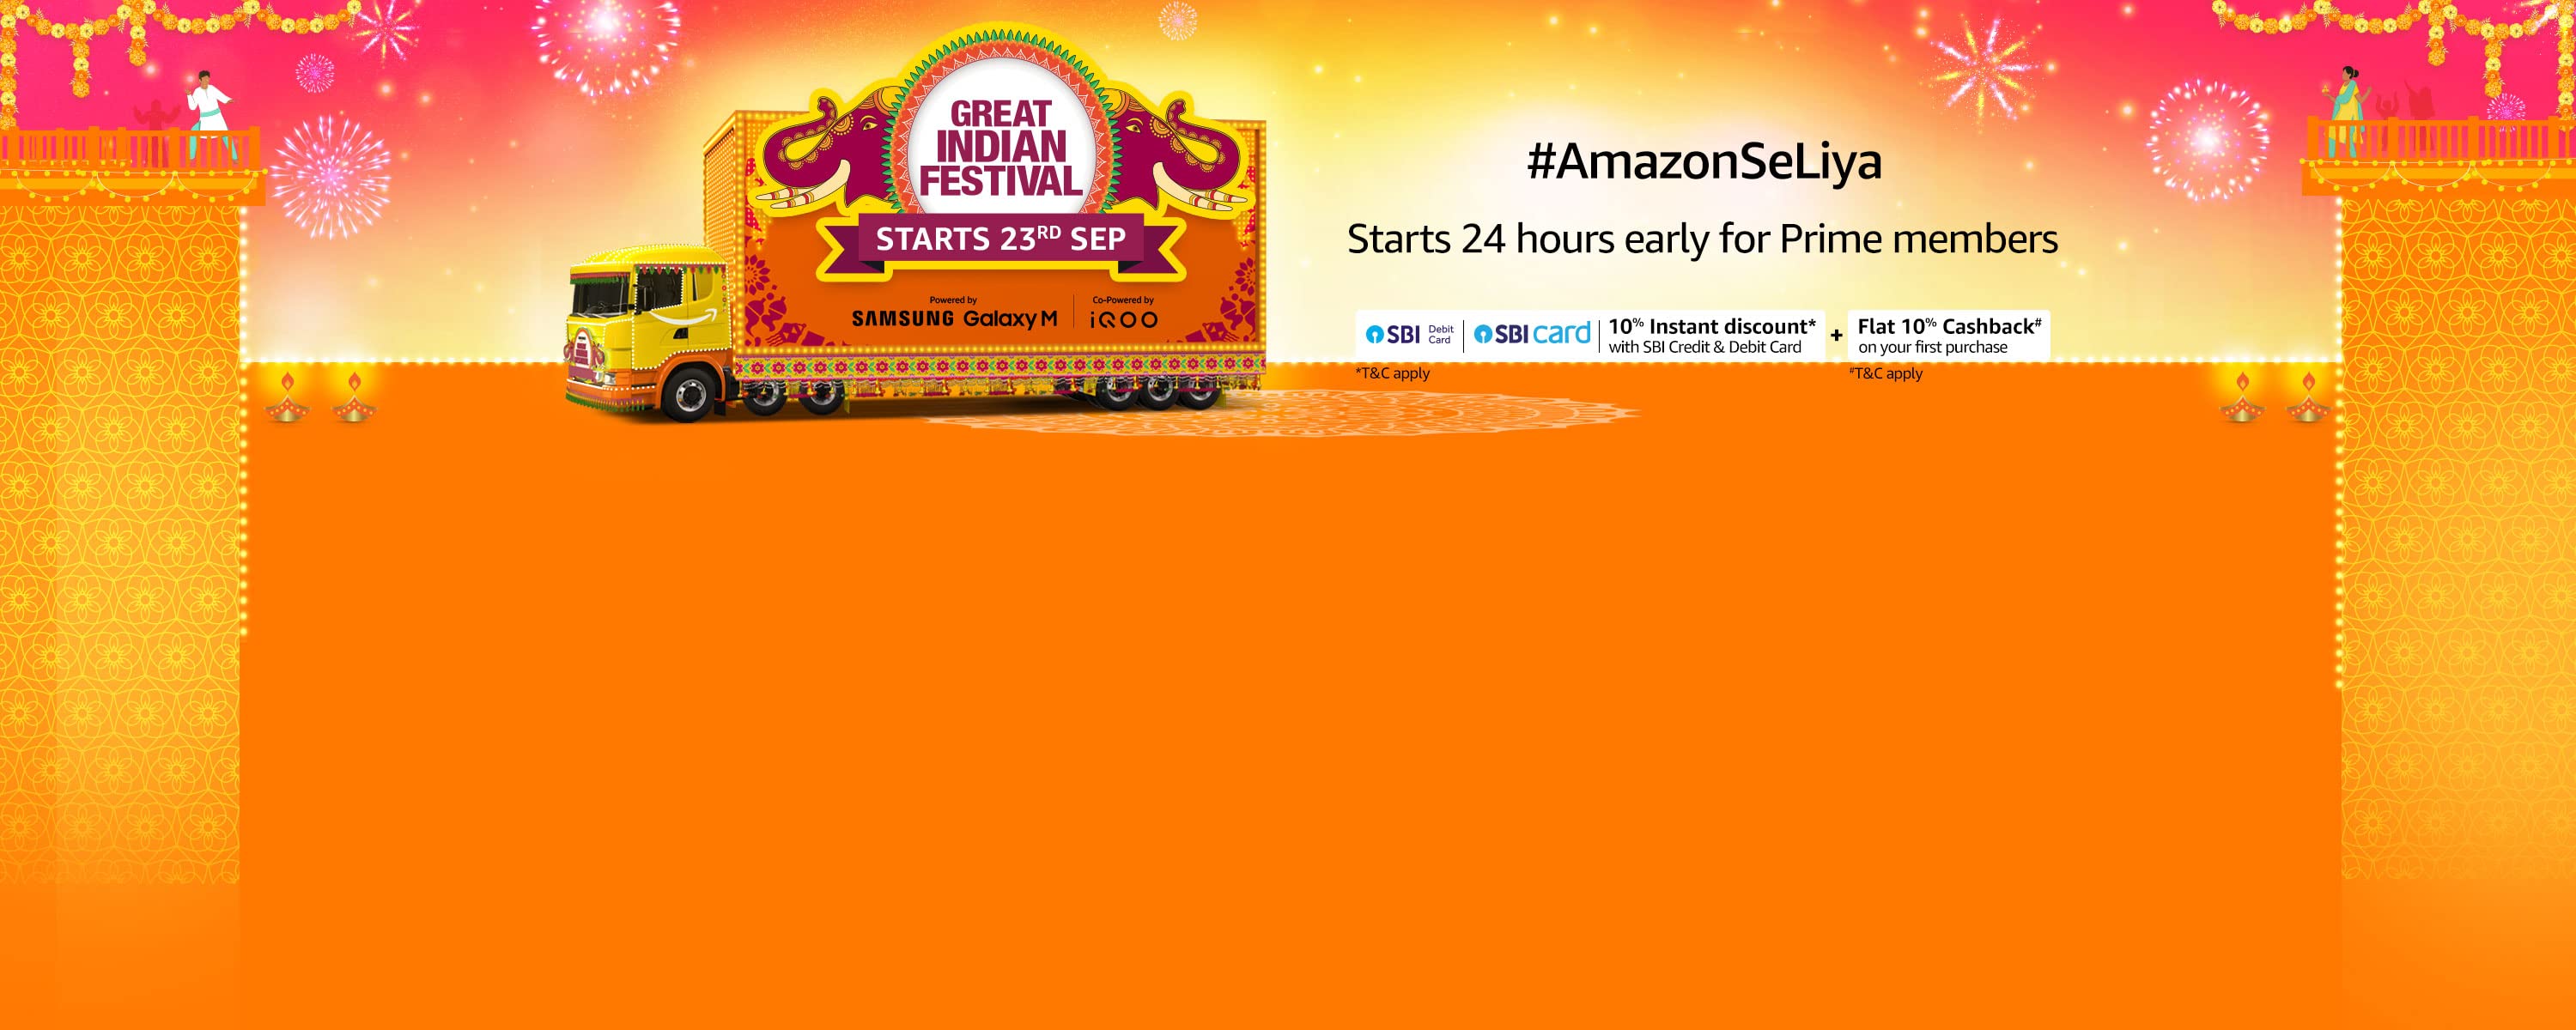 GREAT
INDIAN
FESTIVAL
STARTS 23RD SEP
Powered by
SAMSUNG Galaxy M
Co-Powered by
iQOO
#AmazonSeLiya
Starts 24 hours early for Prime members
SBI Debit Card
SBI card
10% Instant discount*
with SBI Credit & Debit Card
+
Flat 10% Cashback#
on your first purchase
*T&C apply
#T&C apply